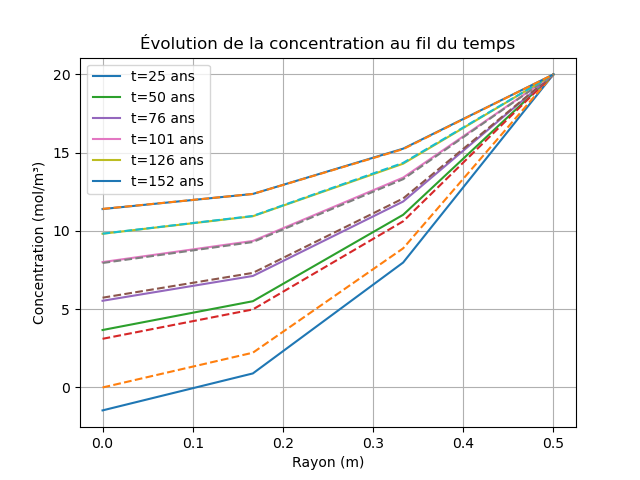 Évolution de la concentration au fil du temps
t=25 ans
t=50 ans
t=76 ans
t=101 ans
t=126 ans
t=152 ans
20
15
10
5
0
Concentration (mol/m³)
0.0 0.1 0.2 0.3 0.4 0.5
Rayon (m)